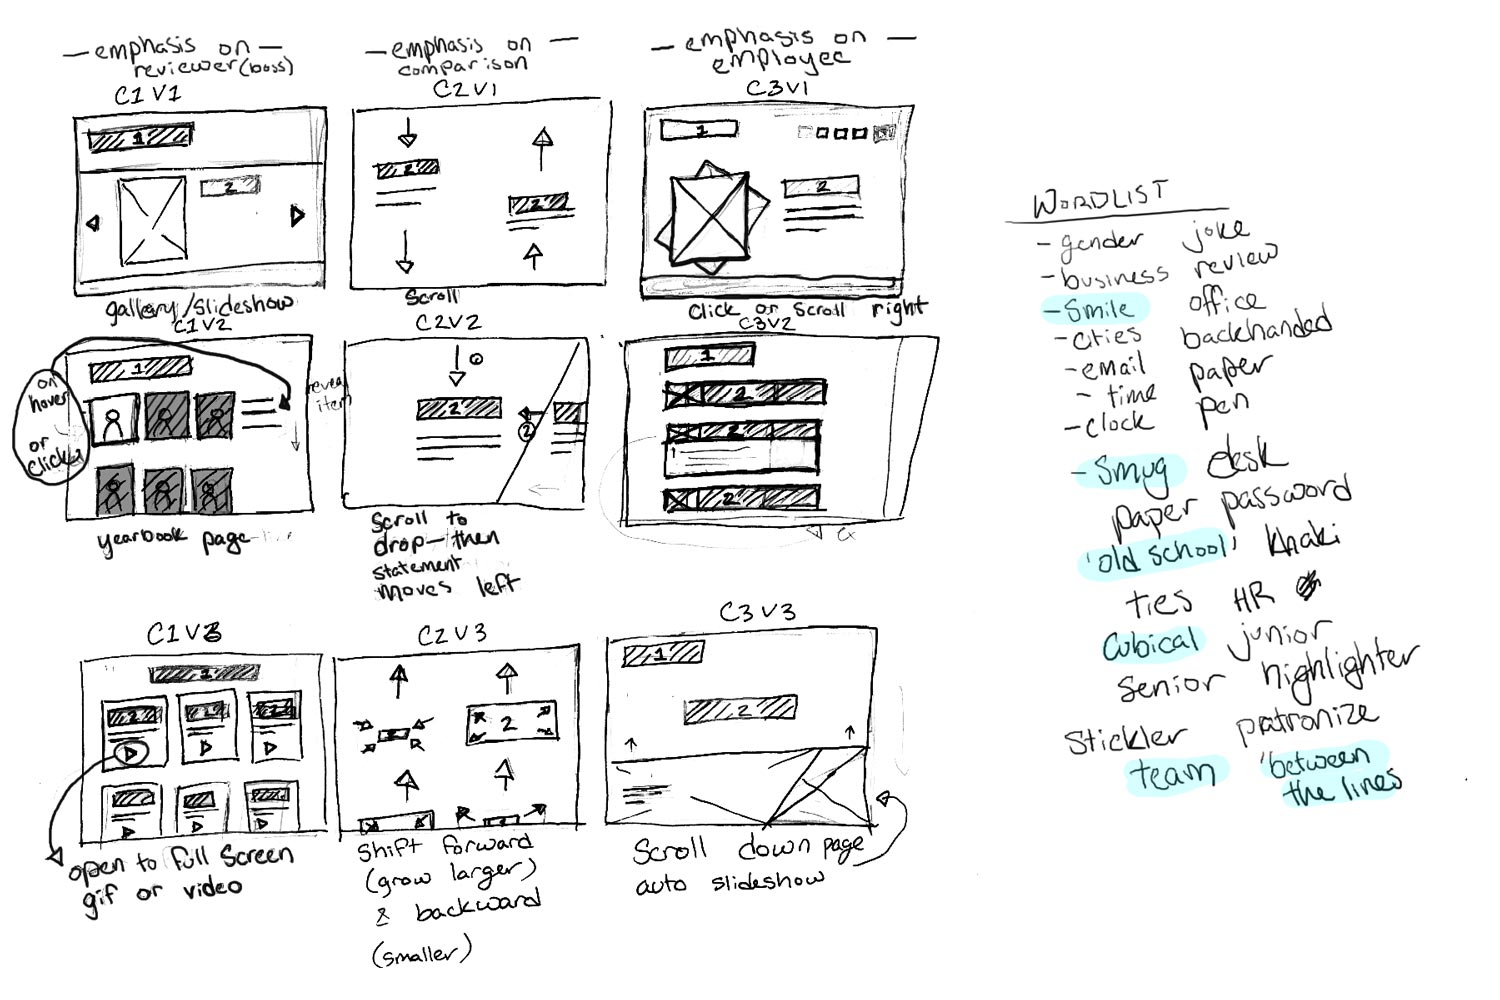 — emphasis on —
reviewer (boss)
C1V1
1
2
gallery/slideshow
C1V2
on
hover
or
click
1
reveal
item
yearbook page
C1V3
1
2
2
2
open to full screen
gif or video
— emphasis on —
comparison
C2V1
2
2
Scroll
C2V2
1
2
2
Scroll to
drop—then
statement
moves left
C2V3
2
2
Shift forward
(grow larger)
& backward
(smaller)
— emphasis on —
employee
C3V1
1
2
click or scroll right
C3V2
1
2
2
2
C3V3
1
2
Scroll down page
auto slideshow
WORDLIST
- gender joke
- business review
- Smile office
- cities backhanded
- email paper
- time pen
- clock
- Smug desk
paper password
'old school' khaki
ties HR
Cubical junior
Senior highlighter
Stickler patronize
team 'between
the lines